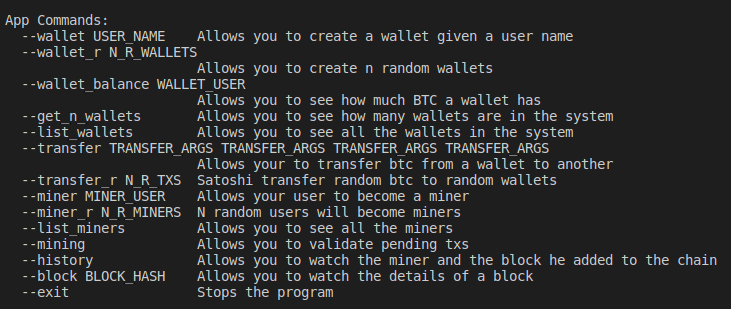 App Commands:
  --wallet USER_NAME    Allows you to create a wallet given a user name
  --wallet_r N_R_WALLETS
                        Allows you to create n random wallets
  --wallet_balance WALLET_USER
                        Allows you to see how much BTC a wallet has
  --get_n_wallets       Allows you to see how many wallets are in the system
  --list_wallets        Allows you to see all the wallets in the system
  --transfer TRANSFER_ARGS TRANSFER_ARGS TRANSFER_ARGS TRANSFER_ARGS
                        Allows your to transfer btc from a wallet to another
  --transfer_r N_R_TXS  Satoshi transfer random btc to random wallets
  --miner MINER_USER    Allows your user to become a miner
  --miner_r N_R_MINERS  N random users will become miners
  --list_miners         Allows you to see all the miners
  --mining              Allows you to validate pending txs
  --history             Allows you to watch the miner and the block he added to the chain
  --block BLOCK_HASH    Allows you to watch the details of a block
  --exit                Stops the program